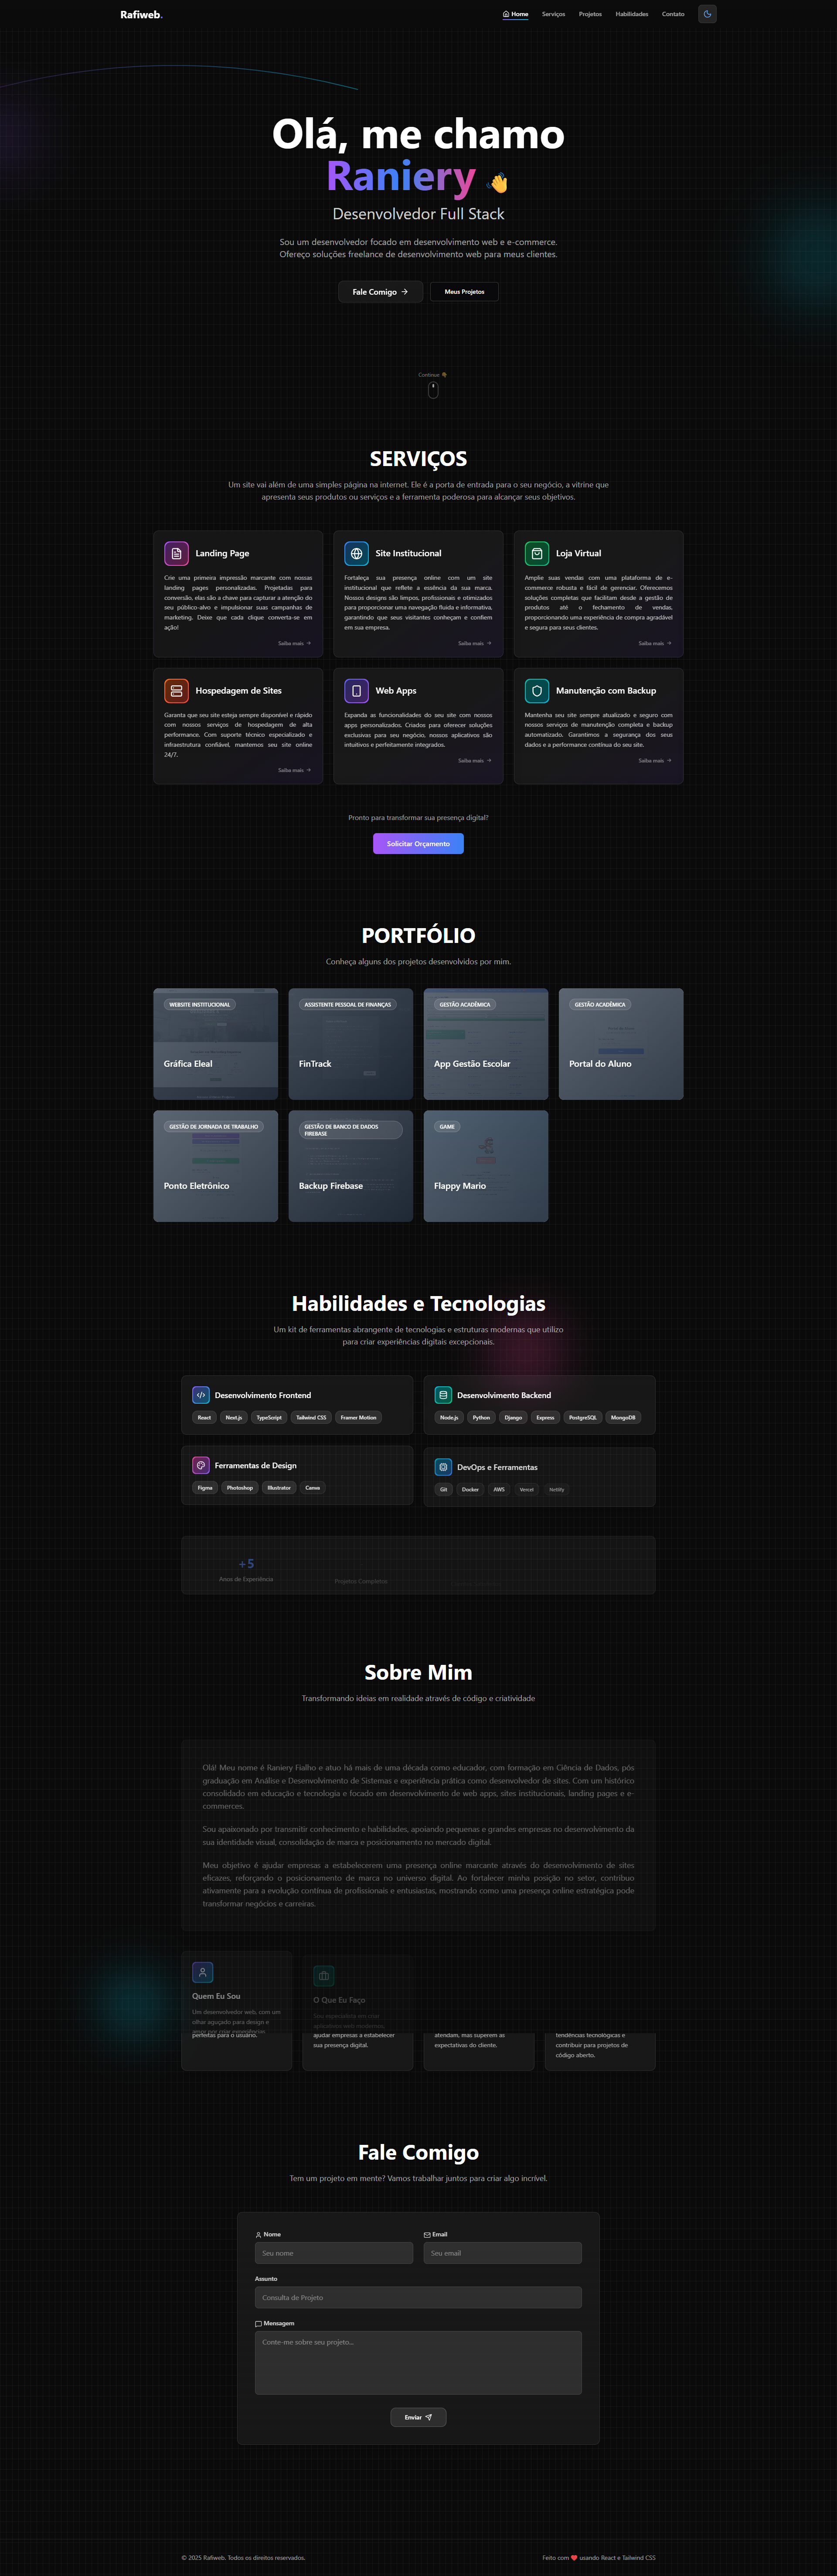 Rafiweb.
Home
Serviços
Projetos
Habilidades
Contato
Olá, me chamo
Raniery 👋
Desenvolvedor Full Stack
Sou um desenvolvedor focado em desenvolvimento web e e-commerce.
Ofereço soluções freelance de desenvolvimento web para meus clientes.
Fale Comigo →
Meus Projetos
Continue
SERVIÇOS
Um site vai além de uma simples página na internet. Ele é a porta de entrada para o seu negócio, a vitrine que
apresenta seus produtos ou serviços e a ferramenta poderosa para alcançar seus objetivos.
Landing Page
Crie uma primeira impressão marcante com nossas
landing pages personalizadas. Projetadas para
conversão, elas são a chave para capturar a atenção do
seu público-alvo e impulsionar suas campanhas de
marketing. Deixe que cada clique converta-se em
ação!
Saiba mais →
Site Institucional
Fortaleça sua presença online com um site
institucional que reflete a essência da sua marca.
Nossos designs são limpos, profissionais e otimizados
para proporcionar uma navegação fluida e informativa,
garantindo que seus visitantes conheçam e confiem
em sua empresa.
Saiba mais →
Loja Virtual
Amplie suas vendas com uma plataforma de e-
commerce robusta e fácil de gerenciar. Oferecemos
soluções completas que facilitam desde a gestão de
produtos até o fechamento de vendas,
proporcionando uma experiência de compra agradável
e segura para seus clientes.
Saiba mais →
Hospedagem de Sites
Garanta que seu site esteja sempre disponível e rápido
com nossos serviços de hospedagem de alta
performance. Com suporte técnico especializado e
infraestrutura confiável, mantemos seu site online
24/7.
Saiba mais →
Web Apps
Expanda as funcionalidades do seu site com nossos
apps personalizados. Criados para oferecer soluções
exclusivas para seu negócio, nossos aplicativos são
intuitivos e perfeitamente integrados.
Saiba mais →
Manutenção com Backup
Mantenha seu site sempre atualizado e seguro com
nossos serviços de manutenção completa e backup
automatizado. Garantimos a segurança dos seus
dados e a performance contínua do seu site.
Saiba mais →
Pronto para transformar sua presença digital?
Solicitar Orçamento
PORTFÓLIO
Conheça alguns dos projetos desenvolvidos por mim.
WEBSITE INSTITUCIONAL
Gráfica Eleal
ASSISTENTE PESSOAL DE FINANÇAS
FinTrack
GESTÃO ACADÊMICA
App Gestão Escolar
GESTÃO ACADÊMICA
Portal do Aluno
GESTÃO DE JORNADA DE TRABALHO
Ponto Eletrônico
GESTÃO DE BANCO DE DADOS
FIREBASE
Backup Firebase
GAME
Flappy Mario
Habilidades e Tecnologias
Um kit de ferramentas abrangente de tecnologias e estruturas modernas que utilizo
para criar experiências digitais excepcionais.
Desenvolvimento Frontend
React Next.js TypeScript Tailwind CSS Framer Motion
Desenvolvimento Backend
Node.js Python Django Express PostgreSQL MongoDB
Ferramentas de Design
Figma Photoshop Illustrator Canva
DevOps e Ferramentas
Git Docker AWS Vercel Netlify
+5
Anos de Experiência
Projetos Completos
Sobre Mim
Transformando ideias em realidade através de código e criatividade
Olá! Meu nome é Raniery Fialho e atuo há mais de uma década como educador, com formação em Ciência de Dados, pós
graduação em Análise e Desenvolvimento de Sistemas e experiência prática como desenvolvedor de sites. Com um histórico
consolidado em educação e tecnologia e focado em desenvolvimento de web apps, sites institucionais, landing pages e e-
commerces.
Sou apaixonado por transmitir conhecimento e habilidades, apoiando pequenas e grandes empresas no desenvolvimento da
sua identidade visual, consolidação de marca e posicionamento no mercado digital.
Meu objetivo é ajudar empresas a estabelecerem uma presença online marcante através do desenvolvimento de sites
eficazes, reforçando o posicionamento de marca no universo digital. Ao fortalecer minha posição no setor, contribuo
ativamente para a evolução contínua de profissionais e entusiastas, mostrando como uma presença online estratégica pode
transformar negócios e carreiras.
Quem Eu Sou
Um desenvolvedor web, com um
olhar aguçado para design e
amor por criar experiências
perfeitas para o usuário.
O Que Eu Faço
Sou especialista em criar
aplicativos web modernos,
ajudar empresas a estabelecer
sua presença digital.
atendam, mas superem as
expectativas do cliente.
tendências tecnológicas e
contribuir para projetos de
código aberto.
Fale Comigo
Tem um projeto em mente? Vamos trabalhar juntos para criar algo incrível.
Nome
Seu nome
Email
Seu email
Assunto
Consulta de Projeto
Mensagem
Conte-me sobre seu projeto...
Enviar
© 2025 Rafiweb. Todos os direitos reservados.
Feito com ❤️ usando React e Tailwind CSS